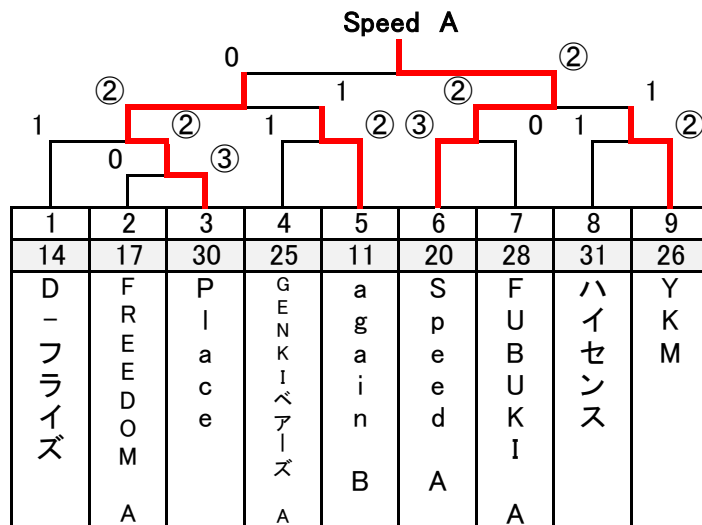 Speed A
0 ②
② 1 ② 1
1 ② 1 ② ③ 0 1 ②
0 ③
1 2 3 4 5 6 7 8 9
14 17 30 25 11 20 28 31 26
D-フライズ
FREEDOM A
Place
GENKIベアーズ A
again B
Speed A
FUBUKI A
ハイセンス
YKM